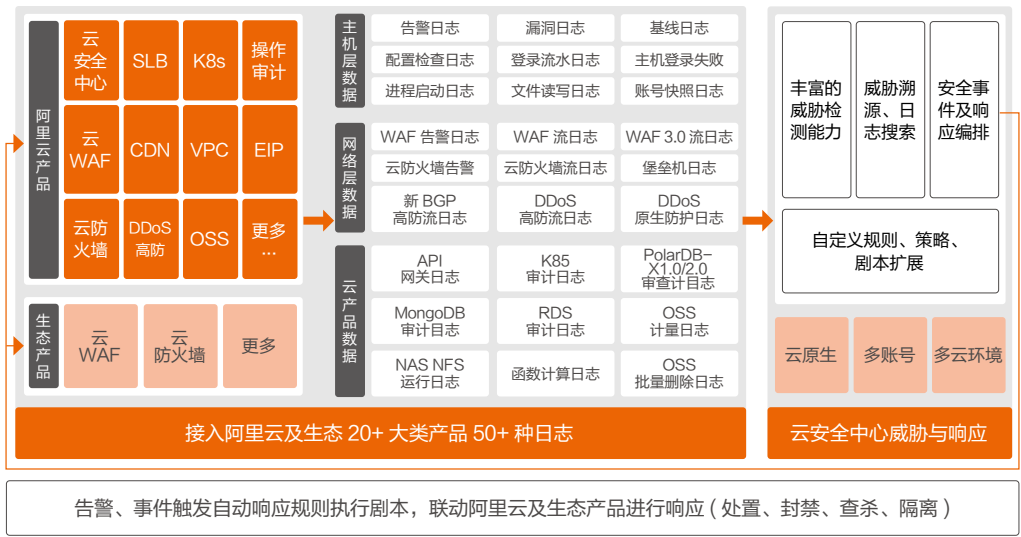 阿里云产品
云
安全
中心
SLB
K8s
操作
审计
云
WAF
CDN
VPC
EIP
云防
火墙
DDoS
高防
OSS
更多
...
生态产品
云
WAF
云
防火墙
更多
主机层数据
告警日志
漏洞日志
基线日志
配置检查日志
登录流水日志
主机登录失败
进程启动日志
文件读写日志
账号快照日志
网络层数据
WAF 告警日志
WAF 流日志
WAF 3.0 流日志
云防火墙告警
云防火墙流日志
堡垒机日志
新 BGP
高防流日志
DDoS
高防流日志
DDoS
原生防护日志
云产品数据
API
网关日志
K85
审计日志
PolarDB-
X1.0/2.0
审查计目志
MongoDB
审计目志
RDS
审计日志
OSS
计量日志
NAS NFS
运行日志
函数计算日志
OSS
批量删除日志
接入阿里云及生态 20+ 大类产品 50+ 种日志
丰富的
威胁检
测能力
威胁溯
源、日
志搜索
安全事
件及响
应编排
自定义规则、策略、
剧本扩展
云原生
多账号
多云环境
云安全中心威胁与响应
告警、事件触发自动响应规则执行剧本，联动阿里云及生态产品进行响应 ( 处置、封禁、查杀、隔离 )